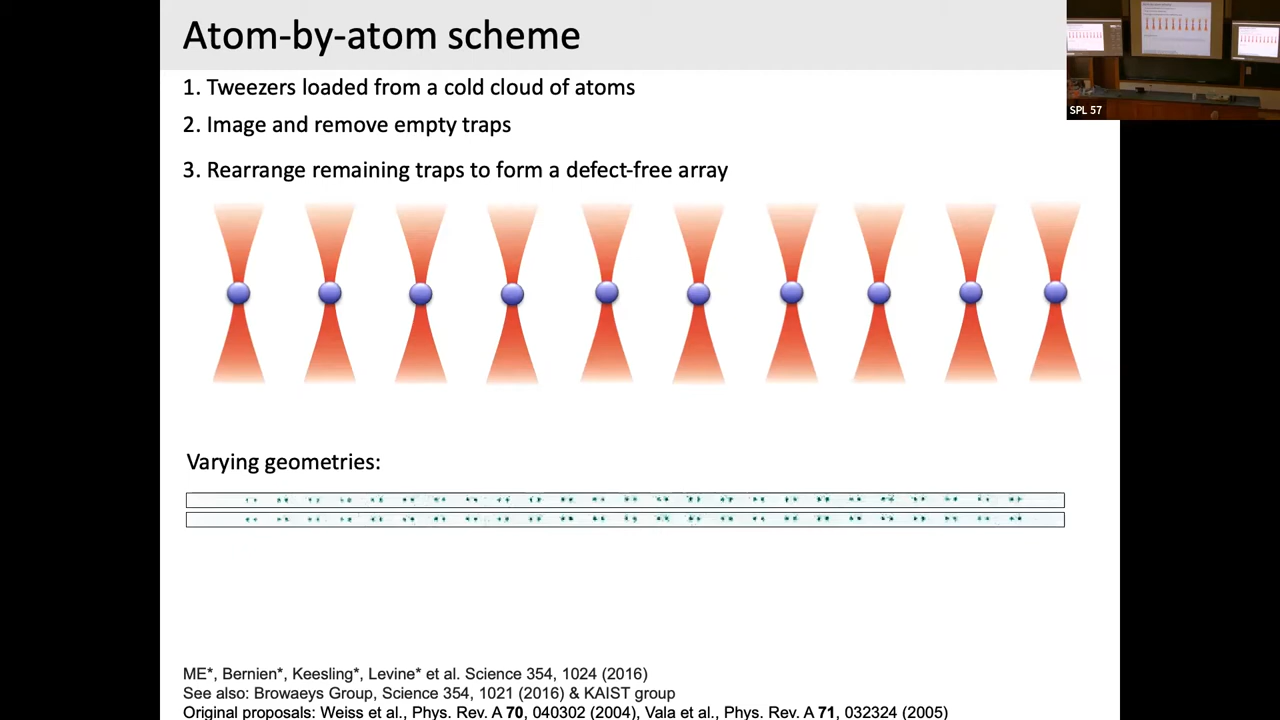 Atom-by-atom scheme
1. Tweezers loaded from a cold cloud of atoms
2. Image and remove empty traps
3. Rearrange remaining traps to form a defect-free array
Varying geometries:
ME*, Bernien*, Keesling*, Levine* et al. Science 354, 1024 (2016)
See also: Browaeys Group, Science 354, 1021 (2016) & KAIST group
Original proposals: Weiss et al., Phys. Rev. A 70, 040302 (2004), Vala et al., Phys. Rev. A 71, 032324 (2005)
SPL 57